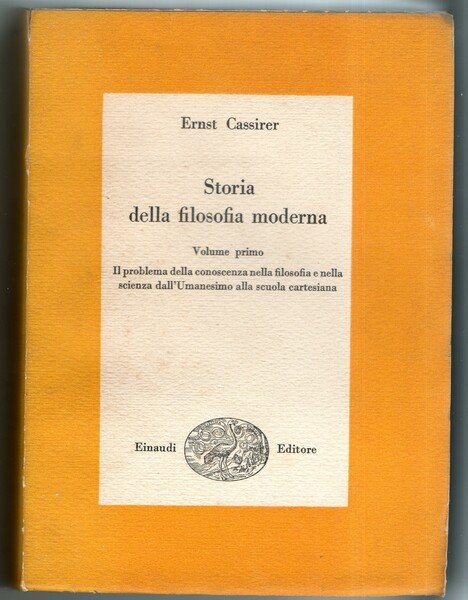 Ernst Cassirer
Storia
della filosofia moderna
Volume primo
Il problema della conoscenza nella filosofia e nella
scienza dall'Umanesimo alla scuola cartesiana
Einaudi Editore